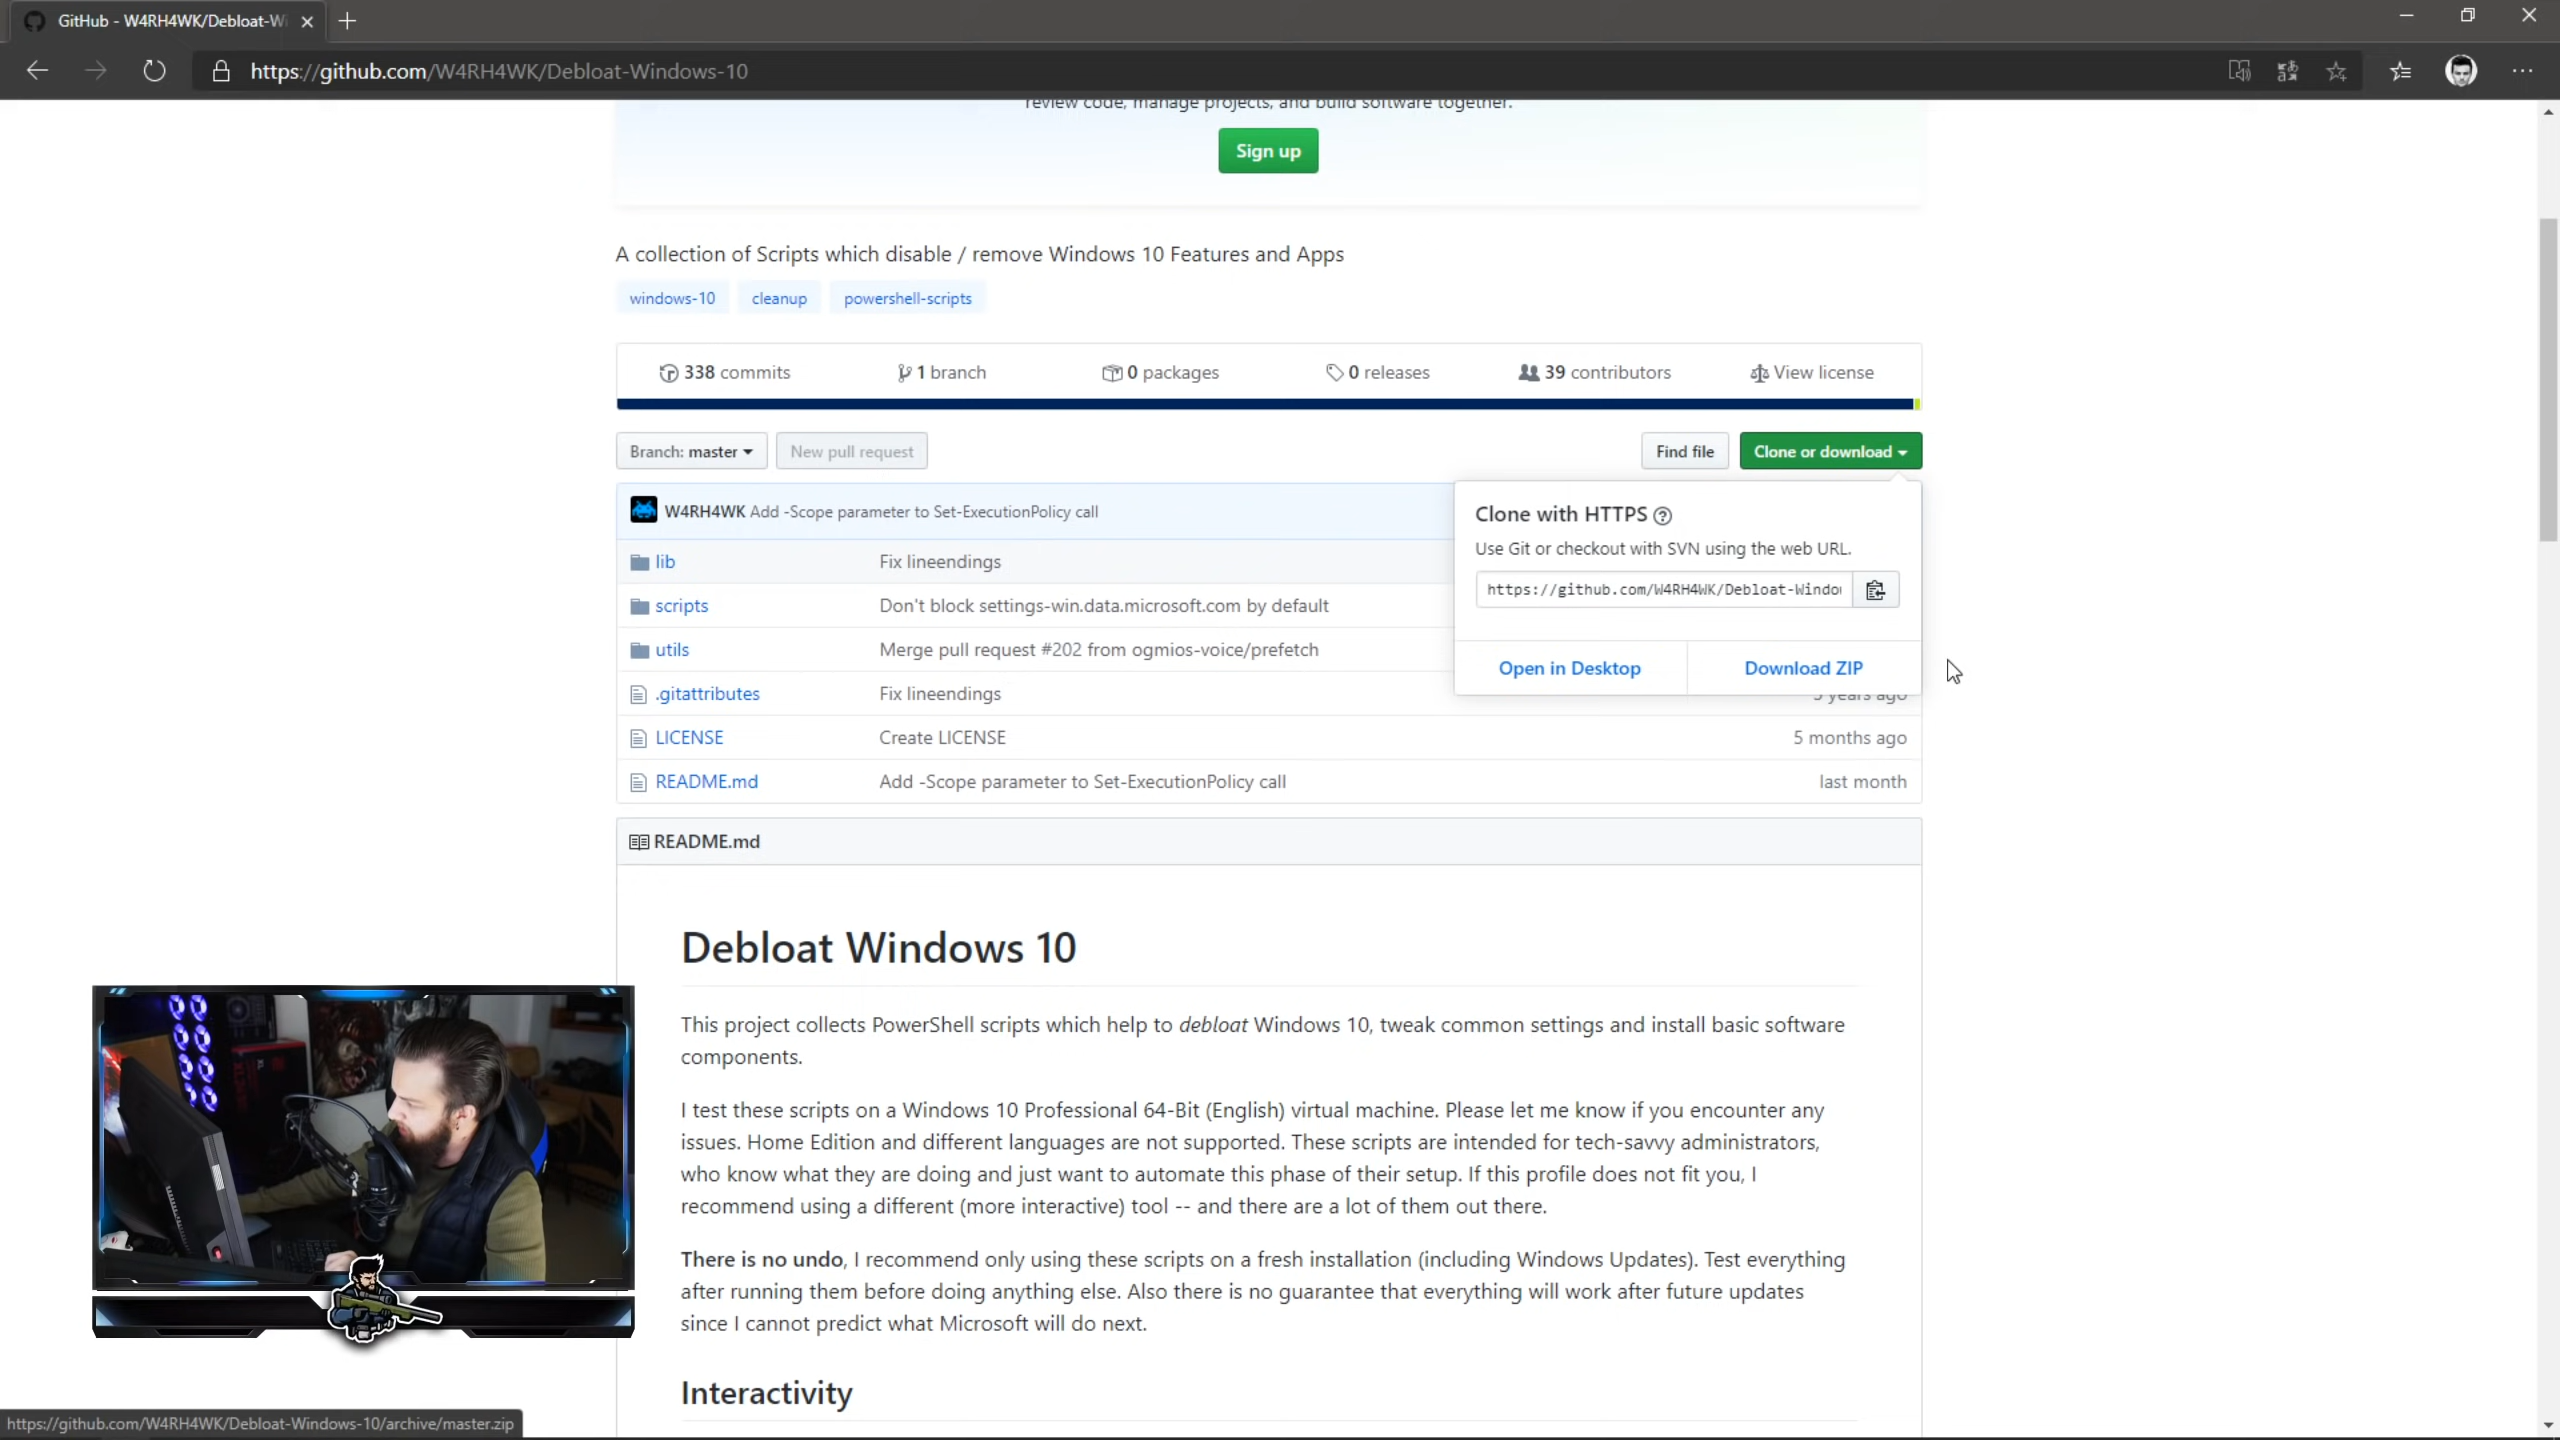 GitHub - W4RH4WK/Debloat-Wi
https://github.com/W4RH4WK/Debloat-Windows-10
review code, manage projects, and build software together.
Sign up
A collection of Scripts which disable / remove Windows 10 Features and Apps
windows-10 cleanup powershell-scripts
338 commits 1 branch 0 packages 0 releases 39 contributors View license
Branch: master New pull request Find file Clone or download
W4RH4WK Add -Scope parameter to Set-ExecutionPolicy call
Clone with HTTPS
Use Git or checkout with SVN using the web URL.
https://github.com/W4RH4WK/Debloat-Window
Open in Desktop Download ZIP
lib Fix lineendings
scripts Don't block settings-win.data.microsoft.com by default
utils Merge pull request #202 from ogmios-voice/prefetch
.gitattributes Fix lineendings years ago
LICENSE Create LICENSE 5 months ago
README.md Add -Scope parameter to Set-ExecutionPolicy call last month
README.md
Debloat Windows 10
This project collects PowerShell scripts which help to debloat Windows 10, tweak common settings and install basic software
components.
I test these scripts on a Windows 10 Professional 64-Bit (English) virtual machine. Please let me know if you encounter any
issues. Home Edition and different languages are not supported. These scripts are intended for tech-savvy administrators,
who know what they are doing and just want to automate this phase of their setup. If this profile does not fit you, I
recommend using a different (more interactive) tool -- and there are a lot of them out there.
There is no undo, I recommend only using these scripts on a fresh installation (including Windows Updates). Test everything
after running them before doing anything else. Also there is no guarantee that everything will work after future updates
since I cannot predict what Microsoft will do next.
Interactivity
https://github.com/W4RH4WK/Debloat-Windows-10/archive/master.zip